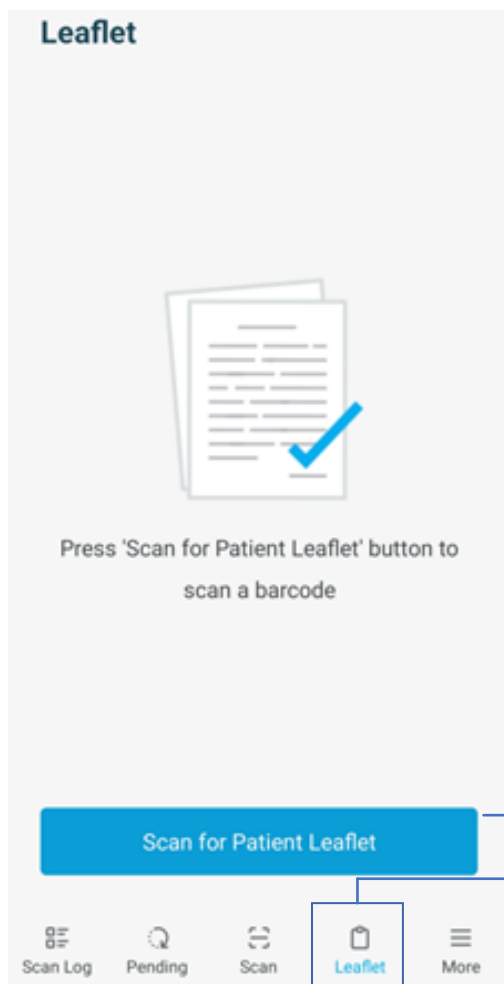 Leaflet
Press 'Scan for Patient Leaflet' button to
scan a barcode
Scan for Patient Leaflet
Scan Log Pending Scan Leaflet More